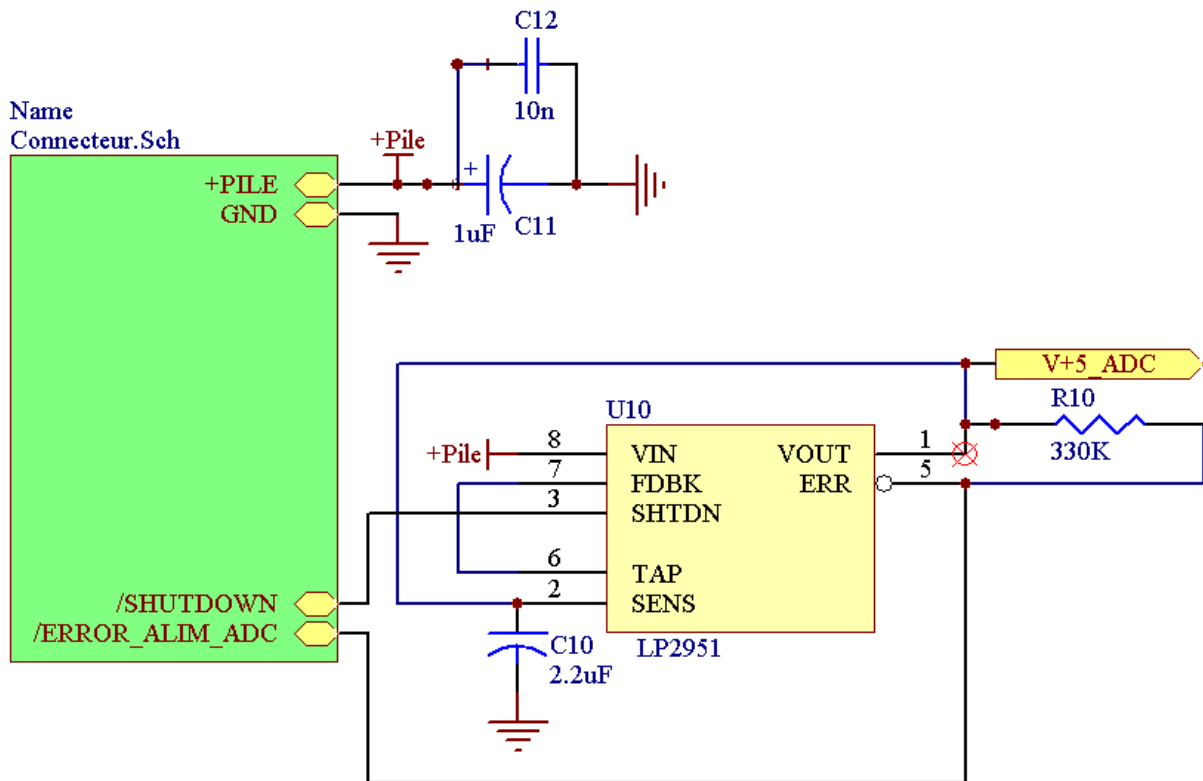 C12
10n
Name
Connecteur.Sch
+Pile
+PILE
GND
+
1uF
C11
V+5_ADC
R10
330K
U10
+Pile
8
VIN
VOUT
1
7
FDBK
ERR
5
3
SHTDN
6
TAP
2
SENS
/SHUTDOWN
/ERROR_ALIM_ADC
C10
2.2uF
LP2951